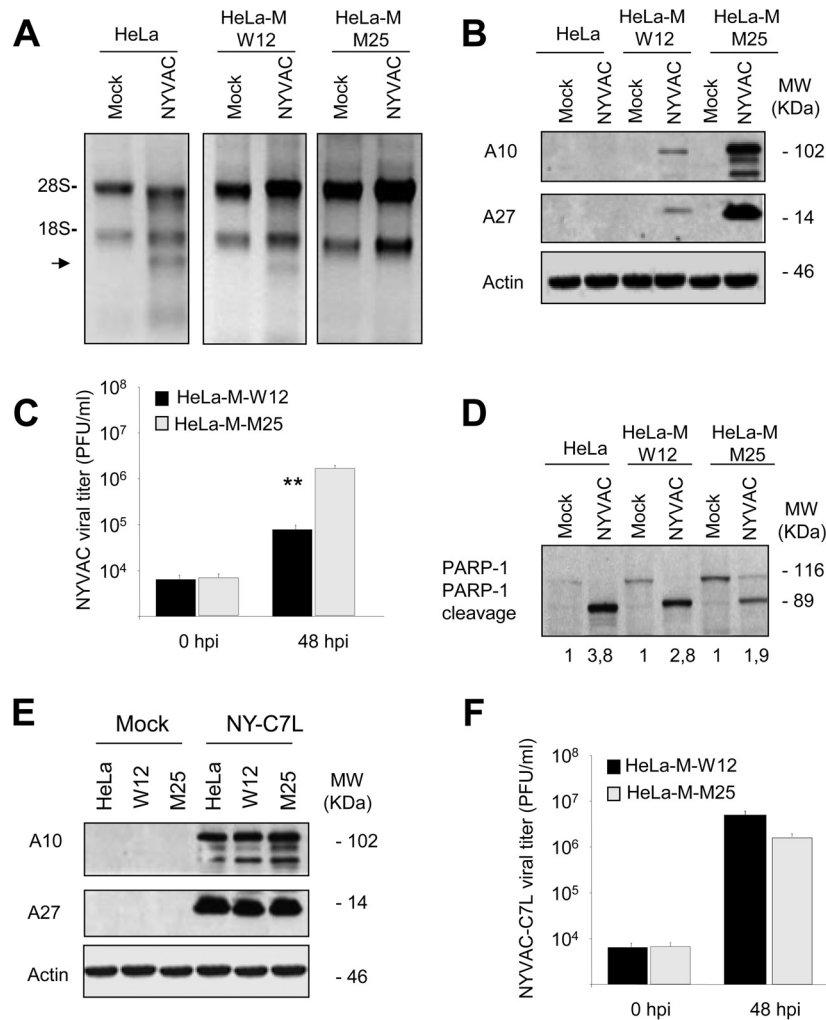 A
HeLa
HeLa-M
W12
HeLa-M
M25
Mock
NYVAC
Mock
NYVAC
Mock
NYVAC
28S-
18S-
B
HeLa
HeLa-M
W12
HeLa-M
M25
Mock
NYVAC
Mock
NYVAC
Mock
NYVAC
MW
(KDa)
A10
- 102
A27
- 14
Actin
- 46
C
NYVAC viral titer (PFU/ml)
10⁸
10⁷
10⁶
10⁵
10⁴
HeLa-M-W12
HeLa-M-M25
**
0 hpi
48 hpi
D
HeLa
HeLa-M
W12
HeLa-M
M25
Mock
NYVAC
Mock
NYVAC
Mock
NYVAC
MW
(KDa)
PARP-1
PARP-1
cleavage
- 116
- 89
1 3,8 1 2,8 1 1,9
E
Mock
NY-C7L
HeLa
W12
M25
HeLa
W12
M25
MW
(KDa)
A10
- 102
A27
- 14
Actin
- 46
F
NYVAC-C7L viral titer (PFU/ml)
10⁸
10⁷
10⁶
10⁵
10⁴
HeLa-M-W12
HeLa-M-M25
0 hpi
48 hpi